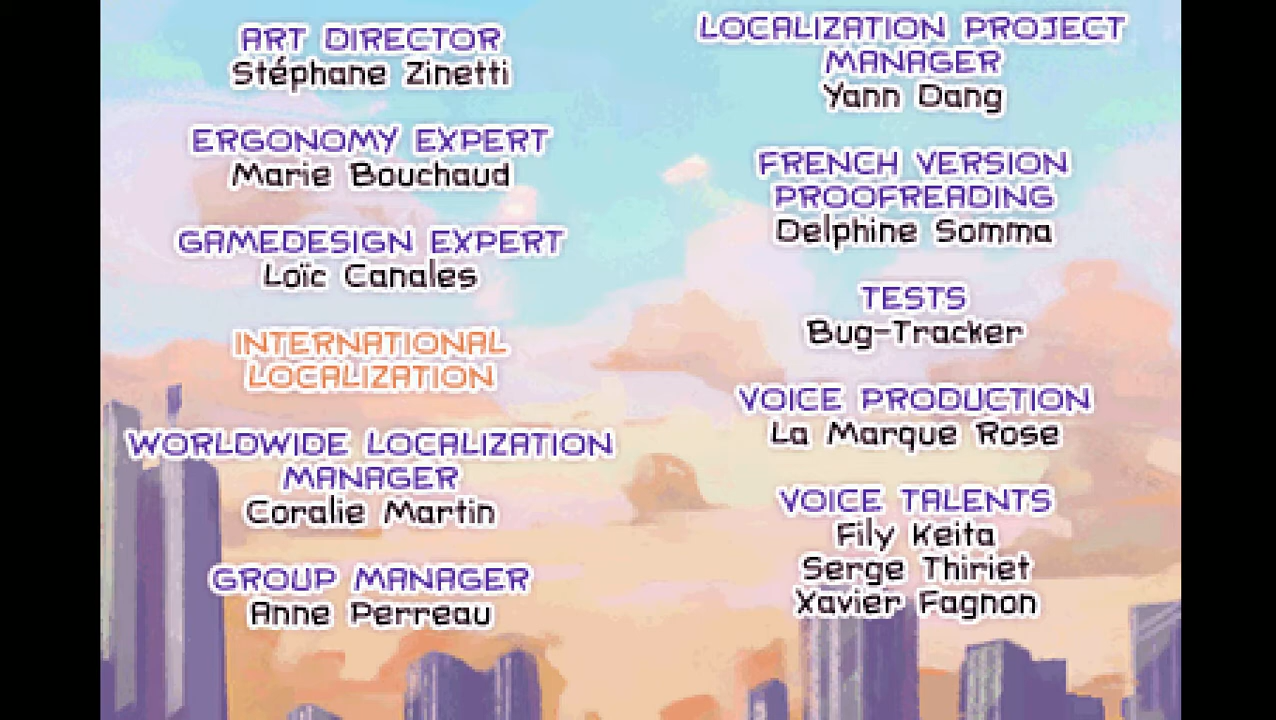 ART DIRECTOR
Stéphane Zinetti
ERGONOMY EXPERT
Marie Bouchaud
GAMEDESIGN EXPERT
Loïc Canales
INTERNATIONAL
LOCALIZATION
WORLDWIDE LOCALIZATION
MANAGER
Coralie Martin
GROUP MANAGER
Anne Perreau
LOCALIZATION PROJECT
MANAGER
Yann Dang
FRENCH VERSION
PROOFREADING
Delphine Somma
TESTS
Bug-Tracker
VOICE PRODUCTION
La Marque Rose
VOICE TALENTS
Fily Keita
Serge Thiriet
Xavier Fagnon